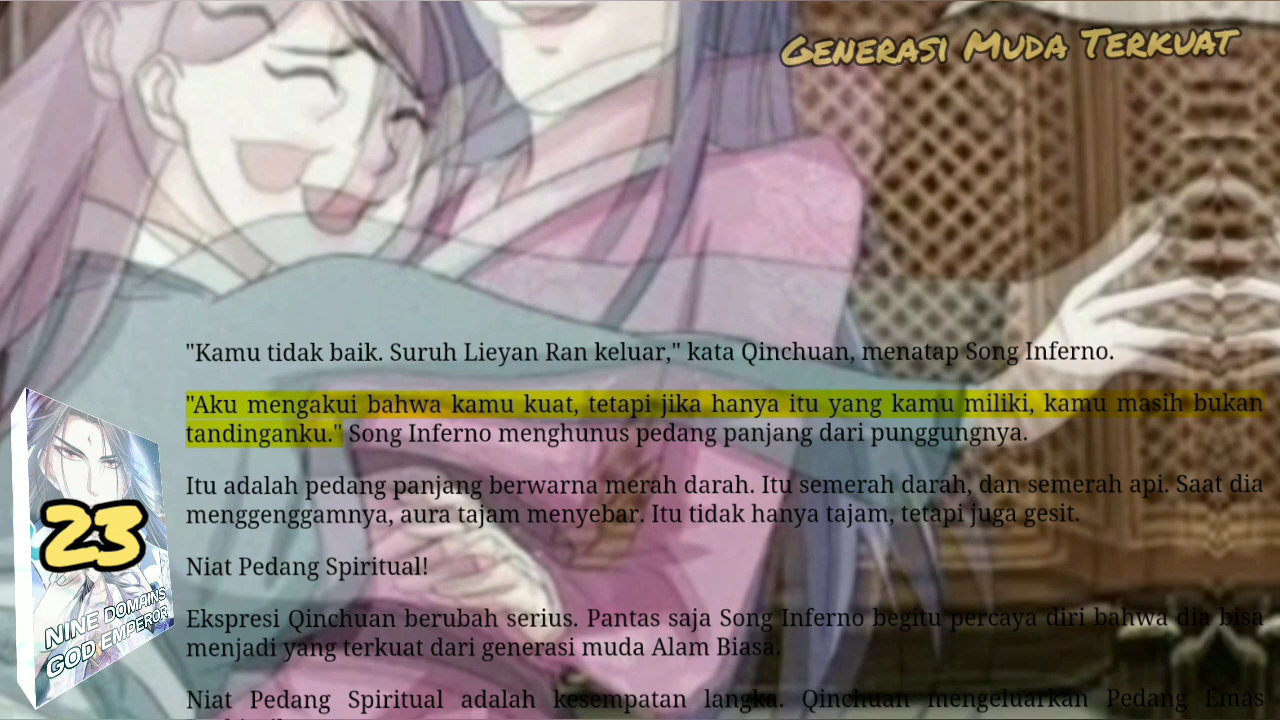 Generasi Muda Terkuat
"Kamu tidak baik. Suruh Lieyan Ran keluar," kata Qinchuan, menatap Song Inferno.
"Aku mengakui bahwa kamu kuat, tetapi jika hanya itu yang kamu miliki, kamu masih bukan
tandinganku." Song Inferno menghunus pedang panjang dari punggungnya.
Itu adalah pedang panjang berwarna merah darah. Itu semerah darah, dan semerah api. Saat dia
menggenggamnya, aura tajam menyebar. Itu tidak hanya tajam, tetapi juga gesit.
Niat Pedang Spiritual!
Ekspresi Qinchuan berubah serius. Pantas saja Song Inferno begitu percaya diri bahwa dia bisa
menjadi yang terkuat dari generasi muda Alam Biasa.
Niat Pedang Spiritual adalah kesempatan langka. Qinchuan mengeluarkan Pedang Emas
23
NINE DOMAINS
GOD EMPEROR